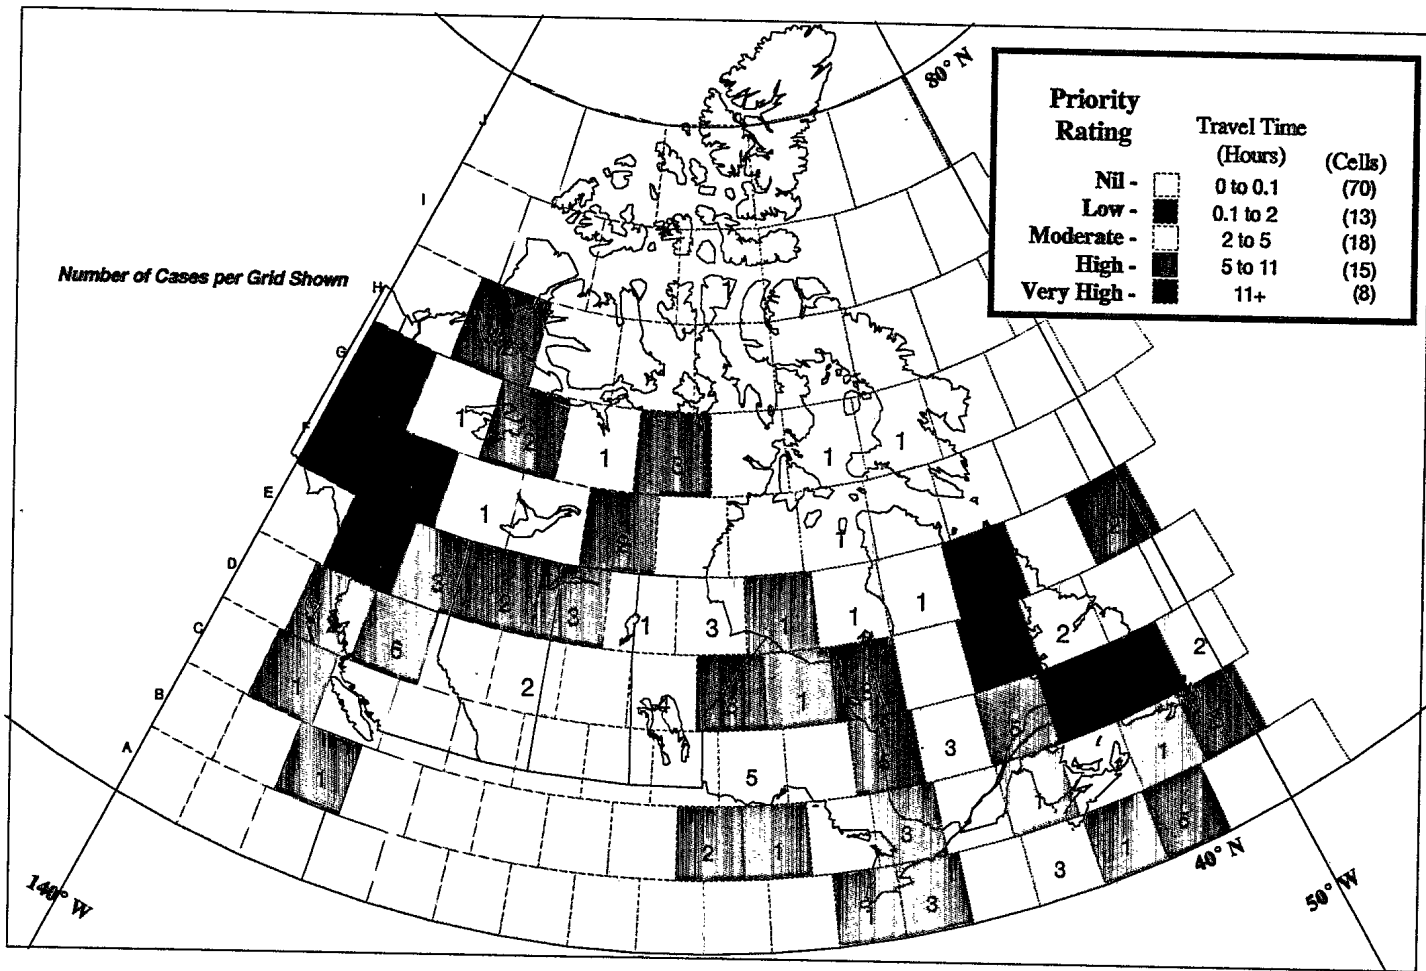 80° N
Priority
Rating
Travel Time
(Hours)
(Cells)
Nil - 0 to 0.1 (70)
Low - 0.1 to 2 (13)
Moderate - 2 to 5 (18)
High - 5 to 11 (15)
Very High - 11+ (8)
Number of Cases per Grid Shown
J
I
H
G
F
E
D
C
B
A
1
2
1
1
1
1
1
3
1
3
1
1
1
2
2
6
1
2
1
3
5
1
1
2
1
3
3
3
1
140° W
40° N
50° W